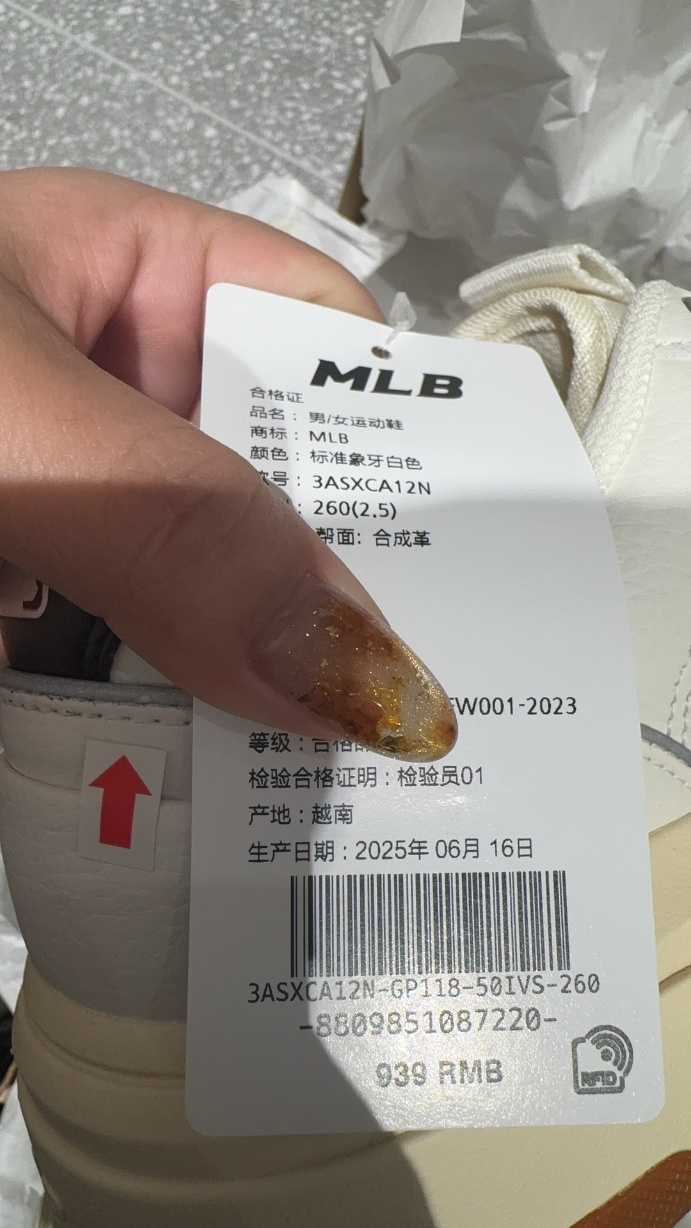 MLB
合格证
品名：男/女运动鞋
商标：MLB
颜色：标准象牙白色
号：3ASXCA12N
: 260(2.5)
帮面: 合成革
FW001-2023
等级：合格
检验合格证明：检验员01
产地：越南
生产日期：2025年 06月 16日
3ASXCA12N-GP118-50IVS-260
-8809851087220-
939 RMB
RFID